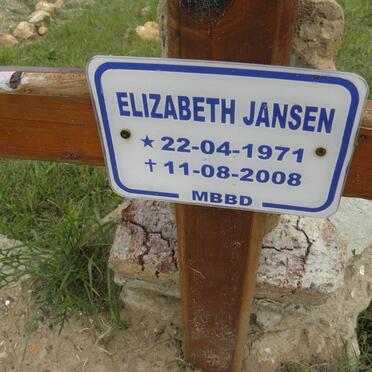 ELIZABETH JANSEN
★ 22-04-1971
✝ 11-08-2008
MBBD